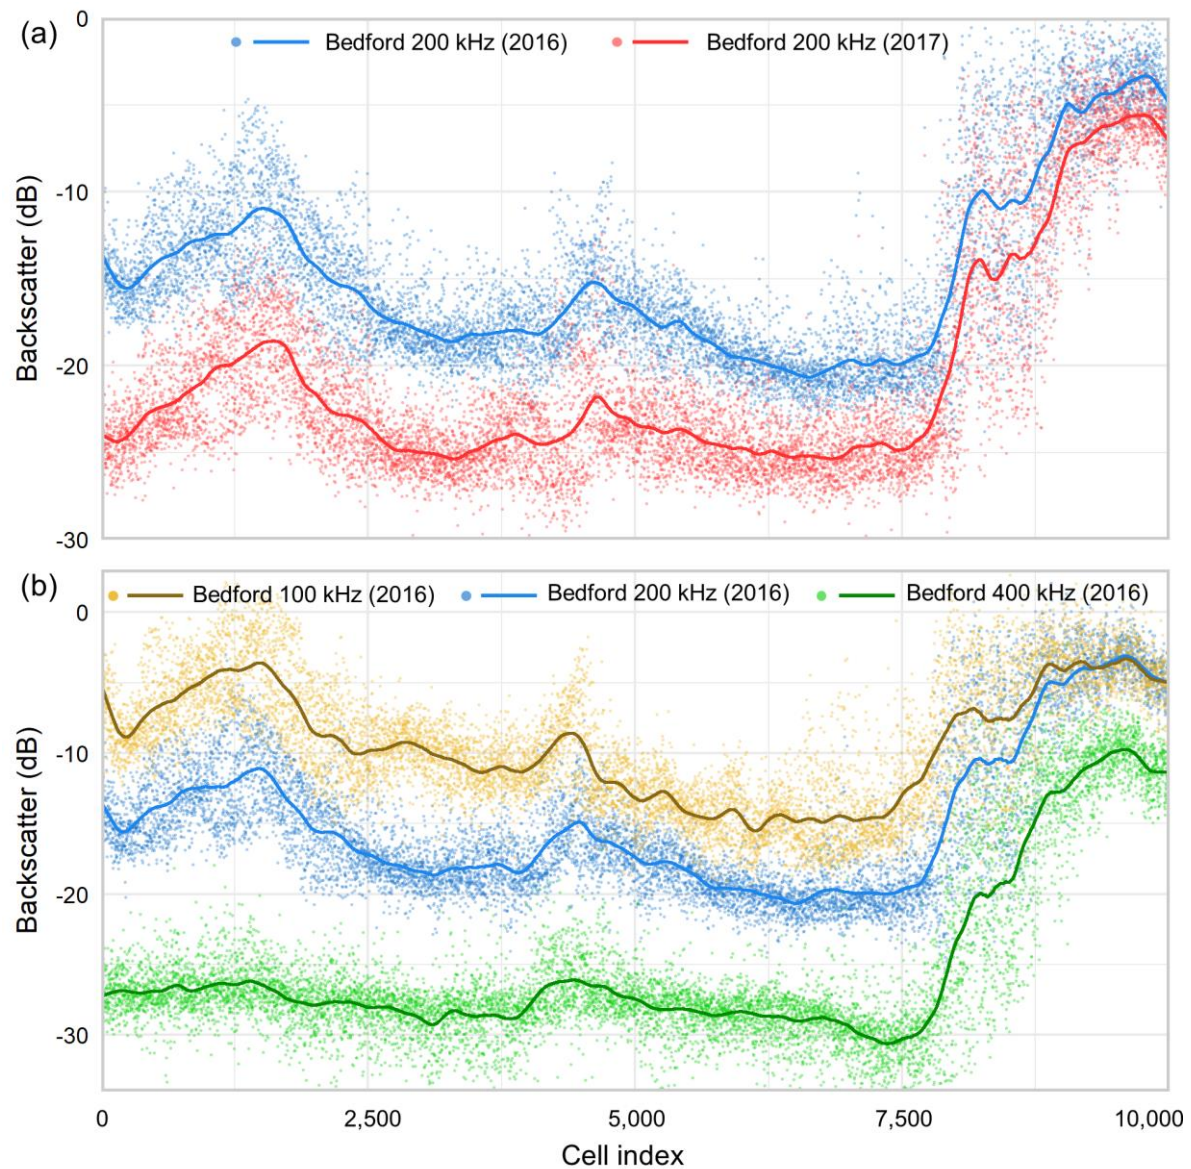 (a)
Bedford 200 kHz (2016) Bedford 200 kHz (2017)
0
-10
-20
-30
Backscatter (dB)
(b)
Bedford 100 kHz (2016) Bedford 200 kHz (2016) Bedford 400 kHz (2016)
0
-10
-20
-30
Backscatter (dB)
0 2,500 5,000 7,500 10,000
Cell index